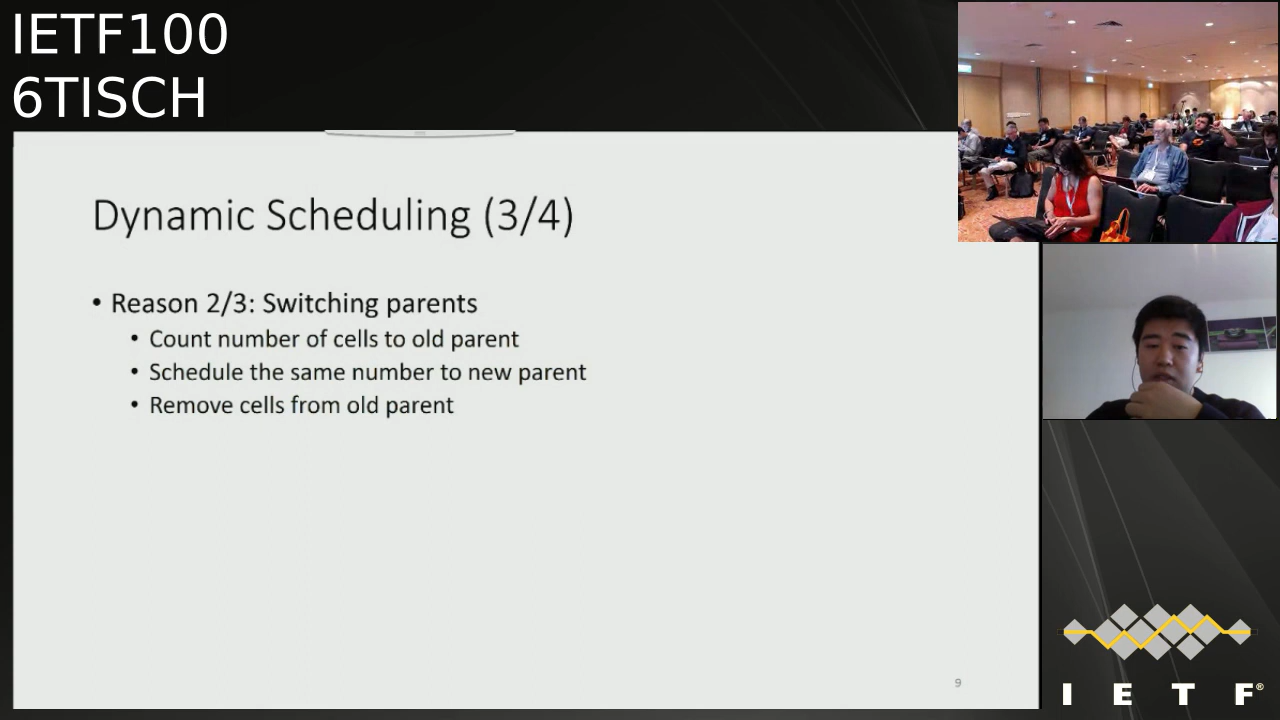 IETF100
6TISCH
Dynamic Scheduling (3/4)
• Reason 2/3: Switching parents
• Count number of cells to old parent
• Schedule the same number to new parent
• Remove cells from old parent
9
I E T F®